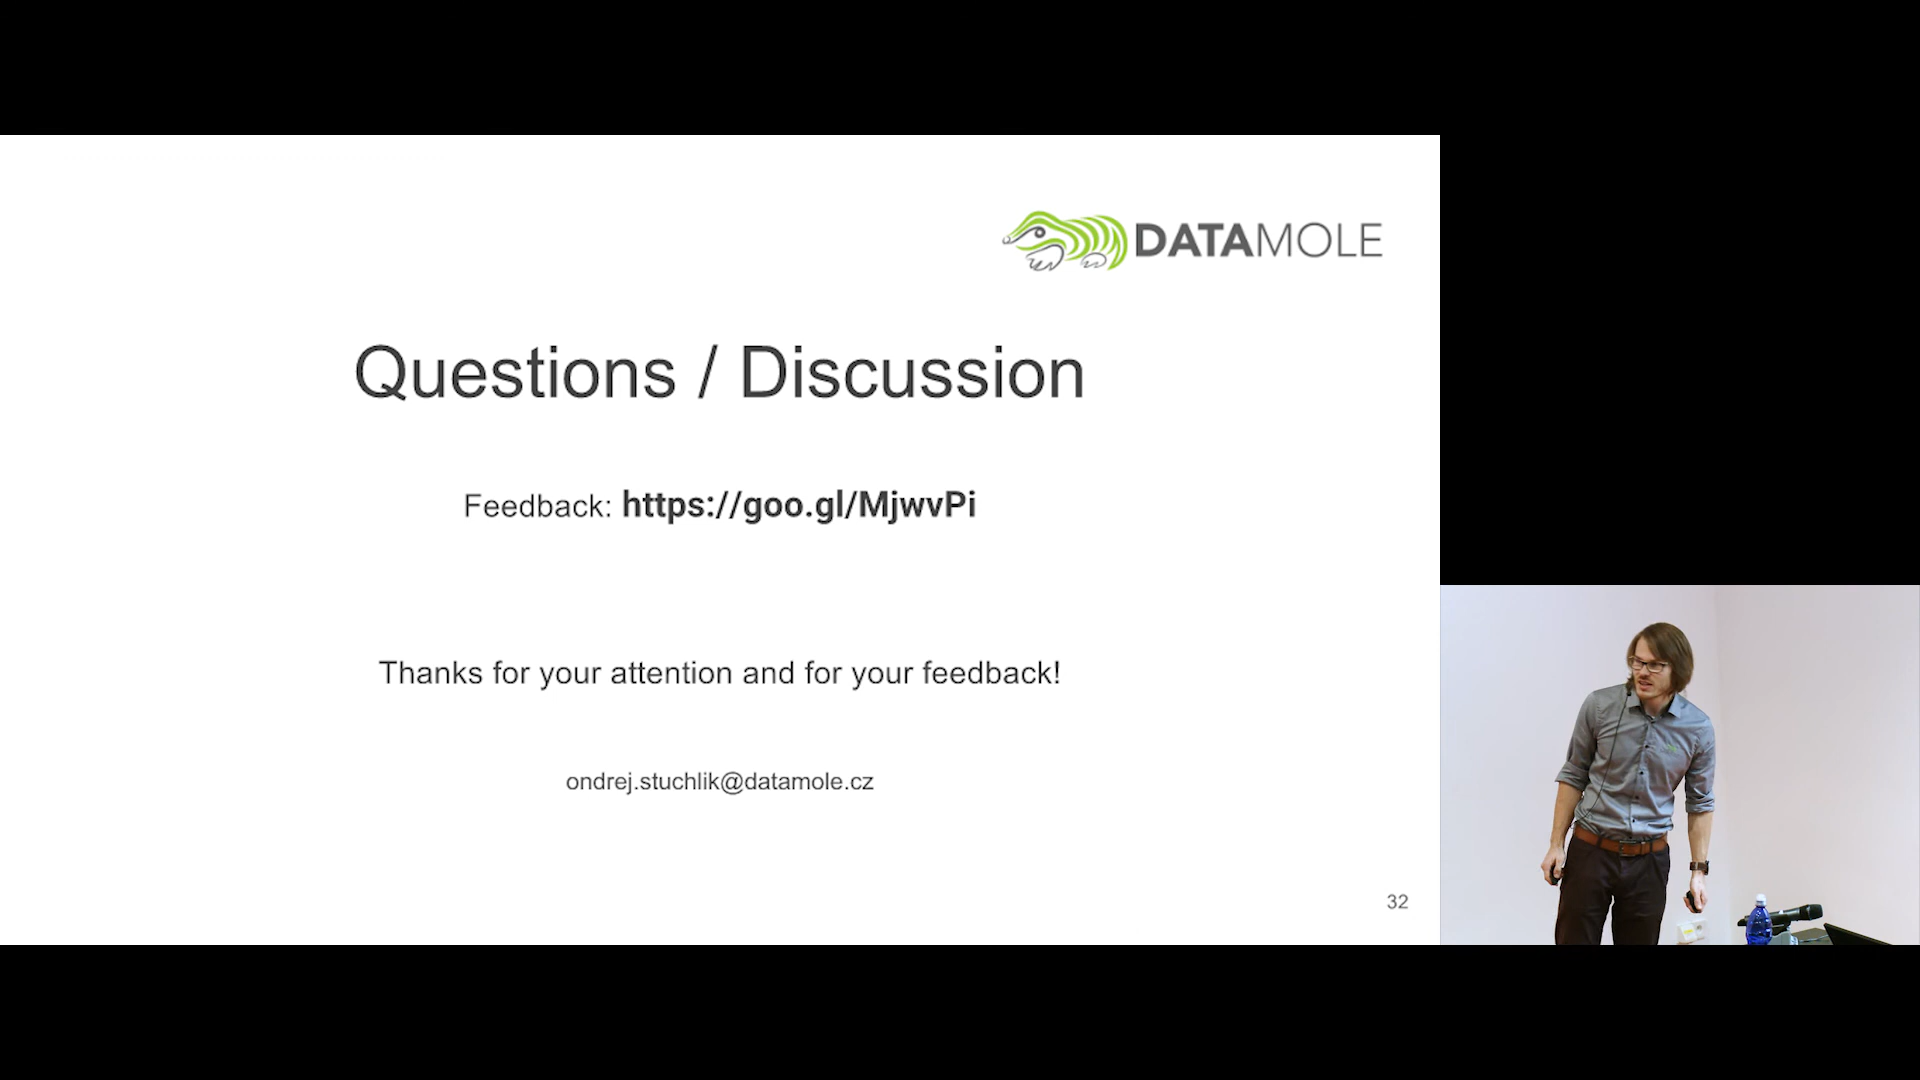 DATAMOLE
Questions / Discussion
Feedback: https://goo.gl/MjwvPi
Thanks for your attention and for your feedback!
ondrej.stuchlik@datamole.cz
32